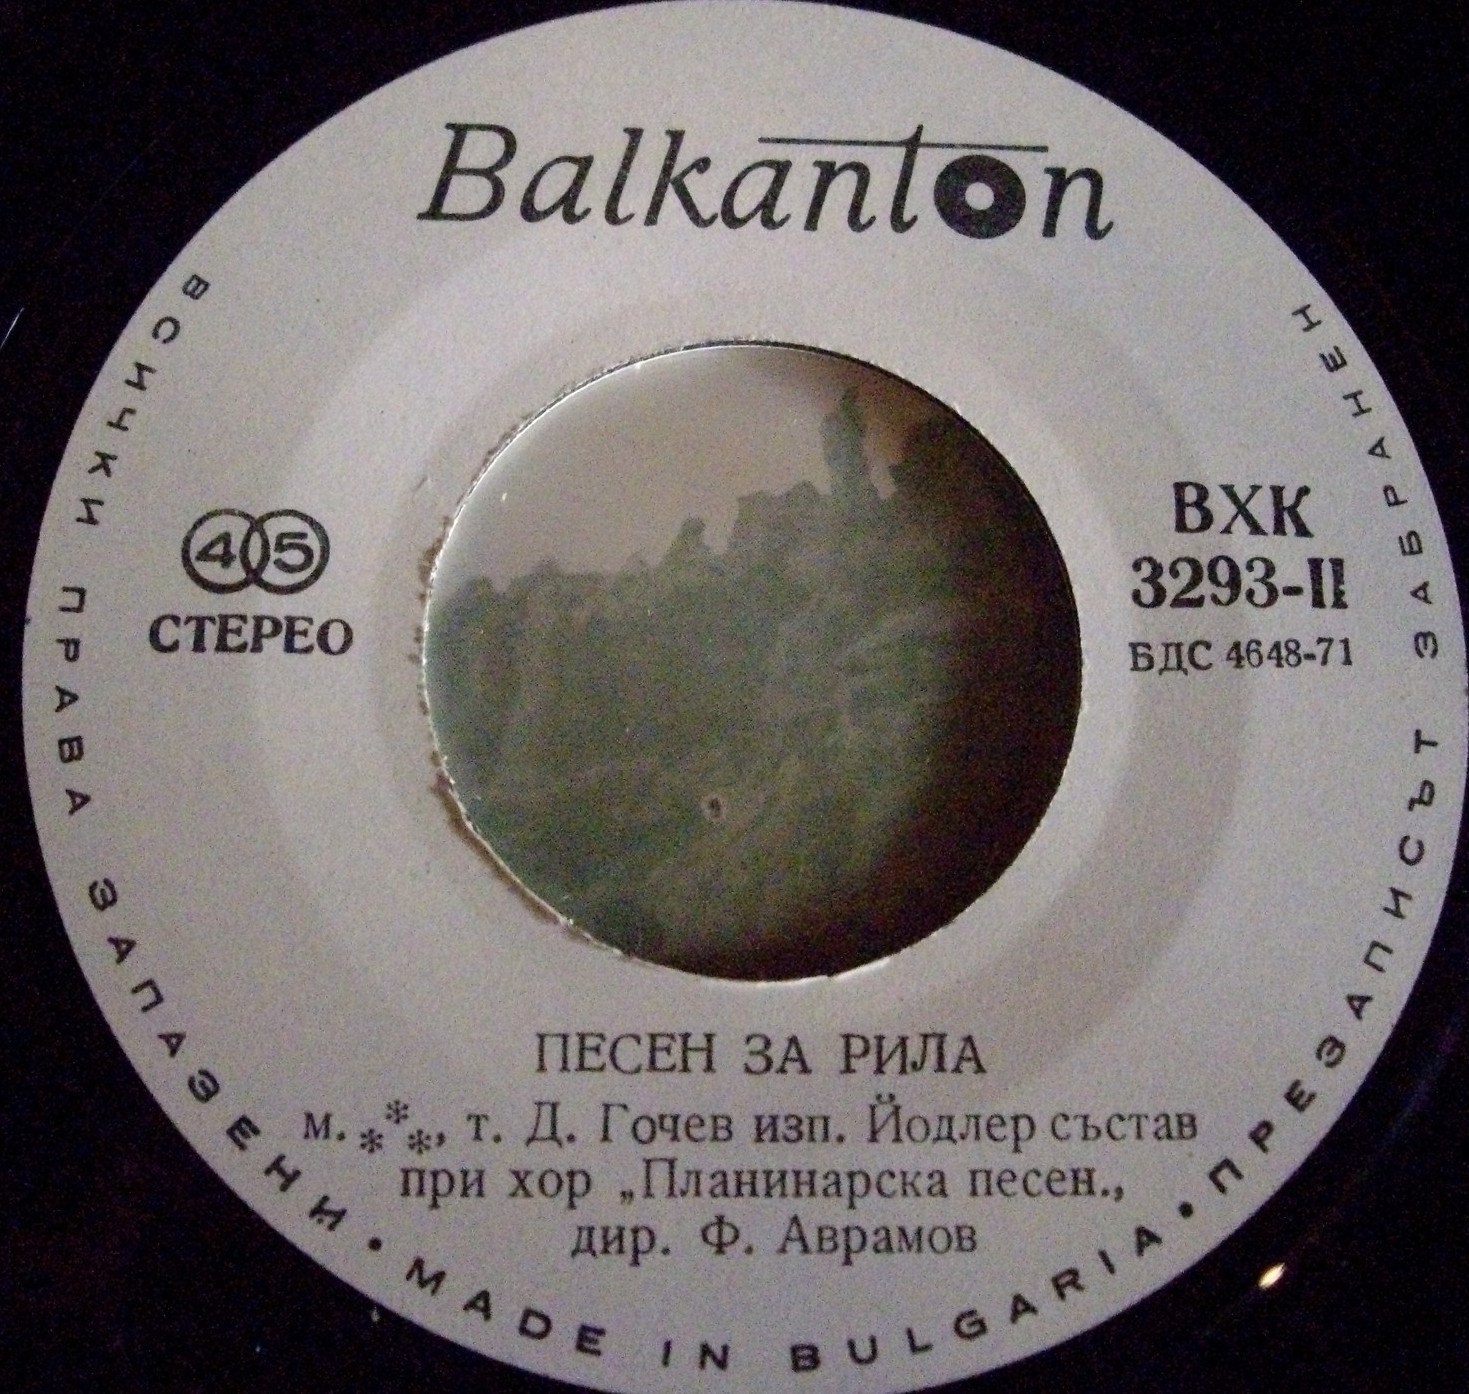 Balkanton
45
СТЕРЕО
ВХК
3293-II
БДС 4648-71
ПЕСЕН ЗА РИЛА
м. ***, т. Д. Гочев изп. Йодлер състав
при хор „Планинарска песен.,
дир. Ф. Аврамов
ВСИЧКИ ПРАВА ЗАПАЗЕНИ • MADE IN BULGARIA • ПРЕЗАПИСЪТ ЗАБРАНЕН